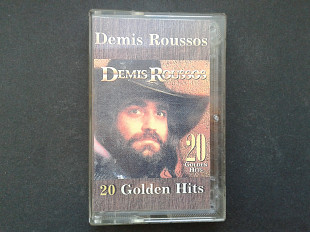 Demis Roussos
DEMIS ROUSSOS
20
GOLDEN
HITS
20 Golden Hits